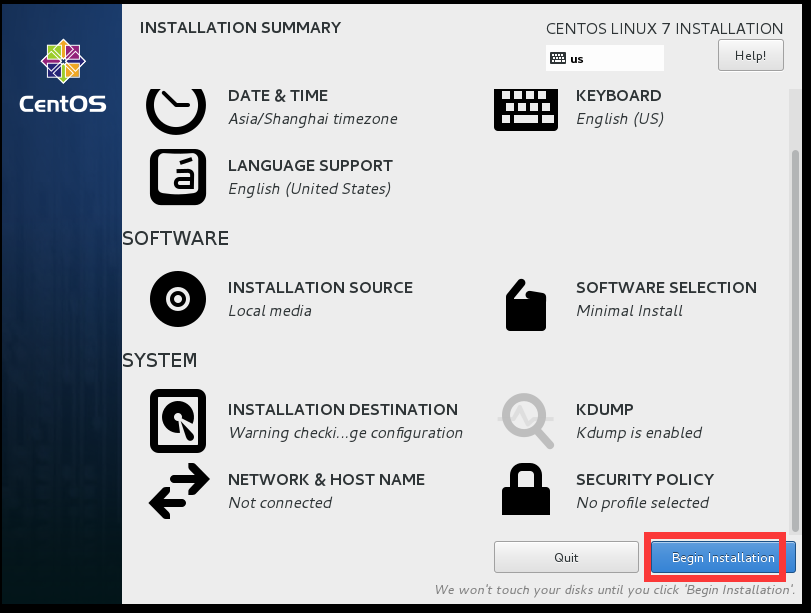 INSTALLATION SUMMARY
CENTOS LINUX 7 INSTALLATION
us
Help!
CentOS
DATE & TIME
Asia/Shanghai timezone
KEYBOARD
English (US)
LANGUAGE SUPPORT
English (United States)
SOFTWARE
INSTALLATION SOURCE
Local media
SOFTWARE SELECTION
Minimal Install
SYSTEM
INSTALLATION DESTINATION
Warning checki...ge configuration
KDUMP
Kdump is enabled
NETWORK & HOST NAME
Not connected
SECURITY POLICY
No profile selected
Quit
Begin Installation
We won't touch your disks until you click 'Begin Installation'.